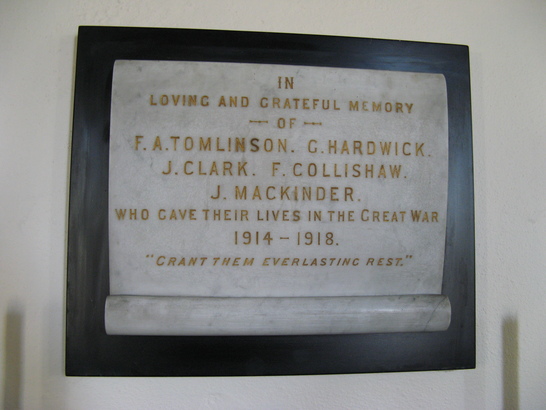 IN
LOVING AND GRATEFUL MEMORY
— OF —
F. A. TOMLINSON. G. HARDWICK.
J. CLARK. F. COLLISHAW.
J. MACKINDER.
WHO GAVE THEIR LIVES IN THE GREAT WAR
1914 – 1918.
"GRANT THEM EVERLASTING REST."